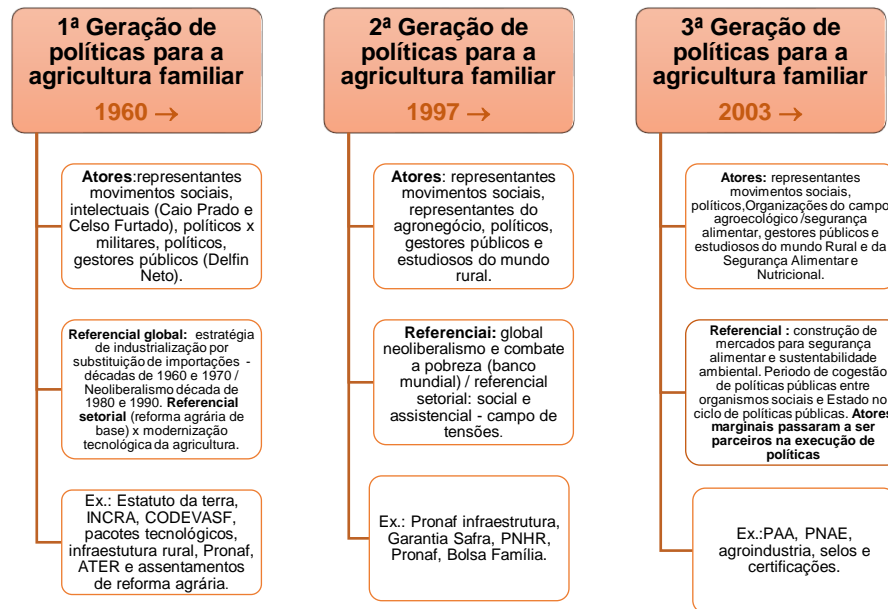 1ª Geração de
políticas para a
agricultura familiar
1960 →
Atores:representantes
movimentos sociais,
intelectuais (Caio Prado e
Celso Furtado), políticos x
militares, políticos,
gestores públicos (Delfin
Neto).
Referencial global: estratégia
de industrialização por
substituição de importações -
décadas de 1960 e 1970 /
Neoliberalismo década de
1980 e 1990. Referencial
setorial (reforma agrária de
base) x modernização
tecnológica da agricultura.
Ex.: Estatuto da terra,
INCRA, CODEVASF,
pacotes tecnológicos,
infraestutura rural, Pronaf,
ATER e assentamentos
de reforma agrária.
2ª Geração de
políticas para a
agricultura familiar
1997 →
Atores: representantes
movimentos sociais,
representantes do
agronegócio, políticos,
gestores públicos e
estudiosos do mundo
rural.
Referenciai: global
neoliberalismo e combate
a pobreza (banco
mundial) / referencial
setorial: social e
assistencial - campo de
tensões.
Ex.: Pronaf infraestrutura,
Garantia Safra, PNHR,
Pronaf, Bolsa Família.
3ª Geração de
políticas para a
agricultura familiar
2003 →
Atores: representantes
movimentos sociais,
políticos,Organizações do campo
agroecológico /segurança
alimentar, gestores públicos e
estudiosos do mundo Rural e da
Segurança Alimentar e
Nutricional.
Referencial : construção de
mercados para segurança
alimentar e sustentabilidade
ambiental. Periodo de cogestão
de políticas públicas entre
organismos sociais e Estado no
ciclo de políticas públicas. Atores
marginais passaram a ser
parceiros na execução de
políticas
Ex.:PAA, PNAE,
agroindustria, selos e
certificações.